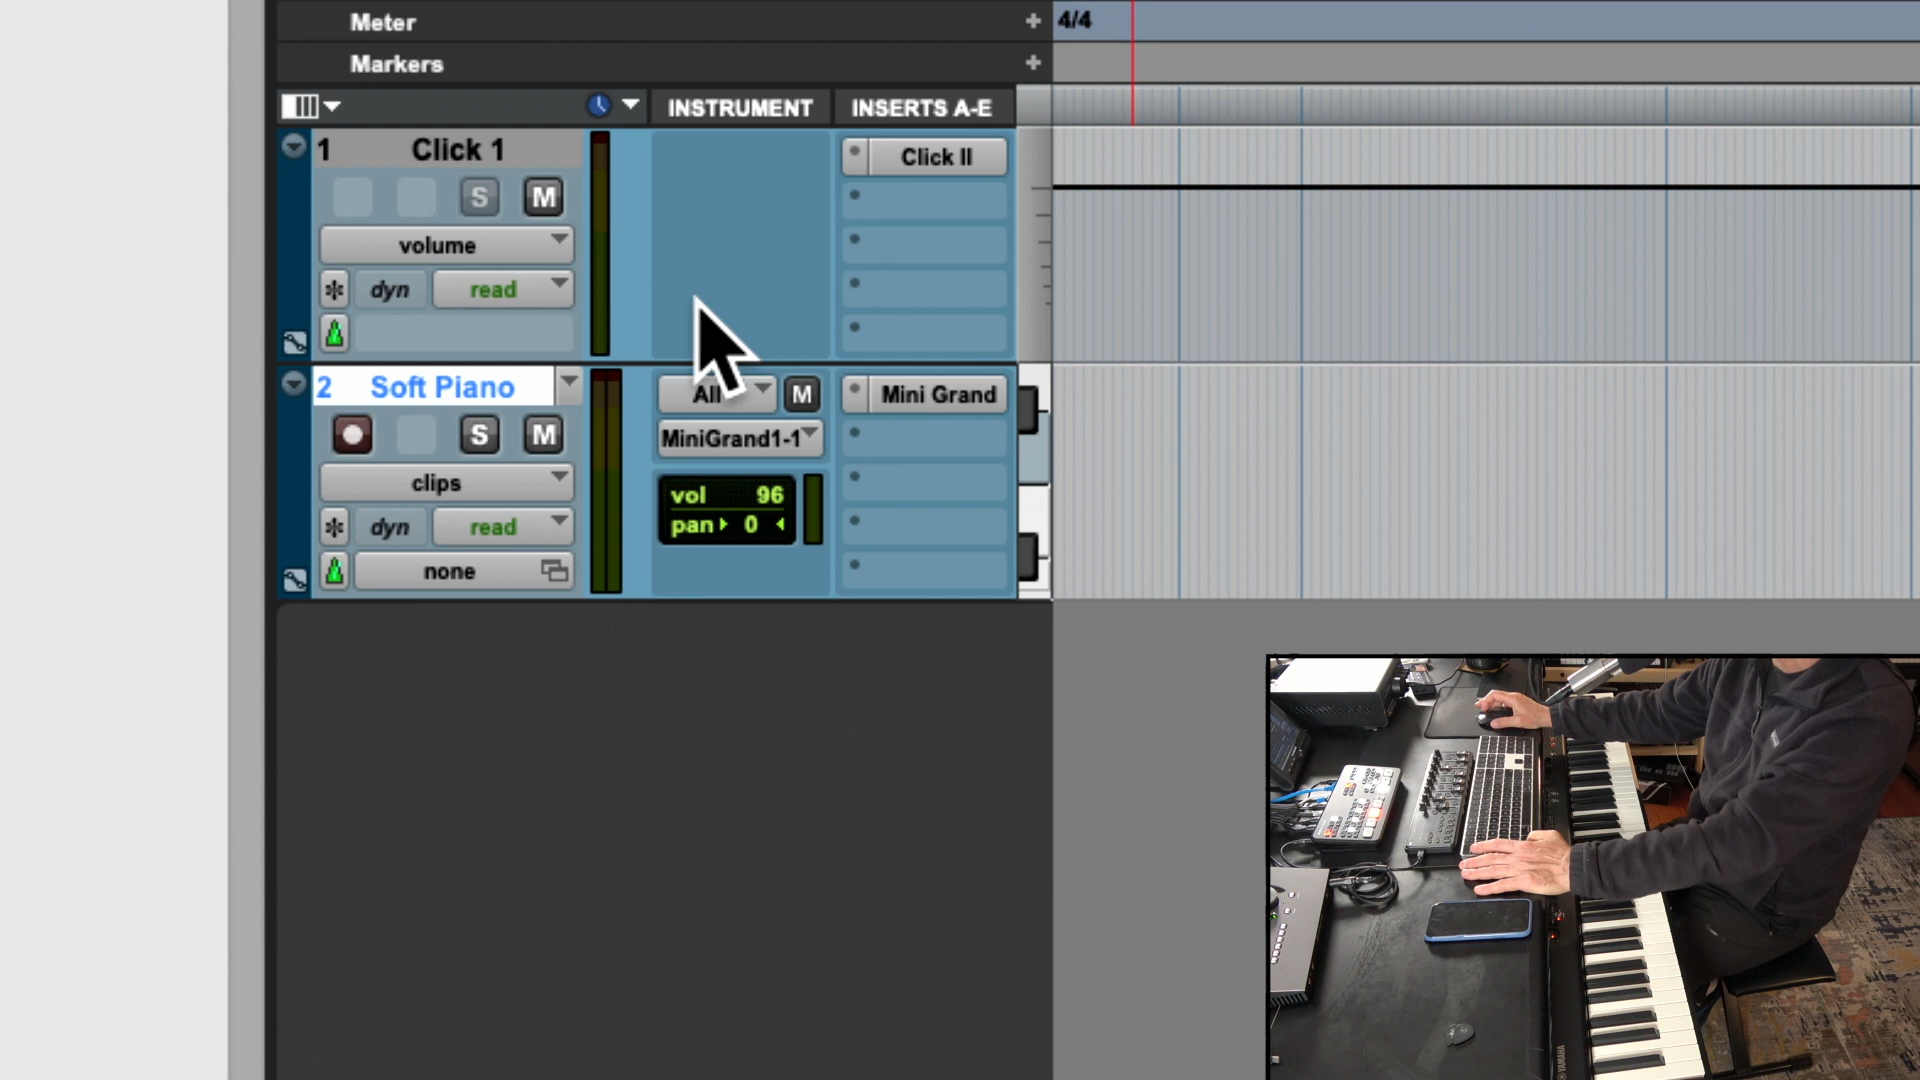 Meter
4/4
Markers
INSTRUMENT
INSERTS A-E
1 Click 1
Click II
S M
volume
dyn read
2 Soft Piano
All M
Mini Grand
S M
MiniGrand1-1
clips
vol 96
pan 0
dyn read
none
YAMAHA